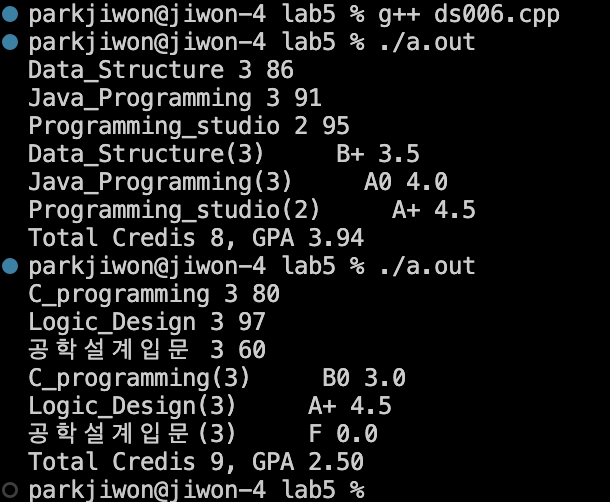 parkjiwon@jiwon-4 lab5 % g++ ds006.cpp
parkjiwon@jiwon-4 lab5 % ./a.out
Data_Structure 3 86
Java_Programming 3 91
Programming_studio 2 95
Data_Structure(3)     B+ 3.5
Java_Programming(3)     A0 4.0
Programming_studio(2)     A+ 4.5
Total Credis 8, GPA 3.94
parkjiwon@jiwon-4 lab5 % ./a.out
C_programming 3 80
Logic_Design 3 97
공학설계입문 3 60
C_programming(3)     B0 3.0
Logic_Design(3)     A+ 4.5
공학설계입문(3)     F 0.0
Total Credis 9, GPA 2.50
parkjiwon@jiwon-4 lab5 %